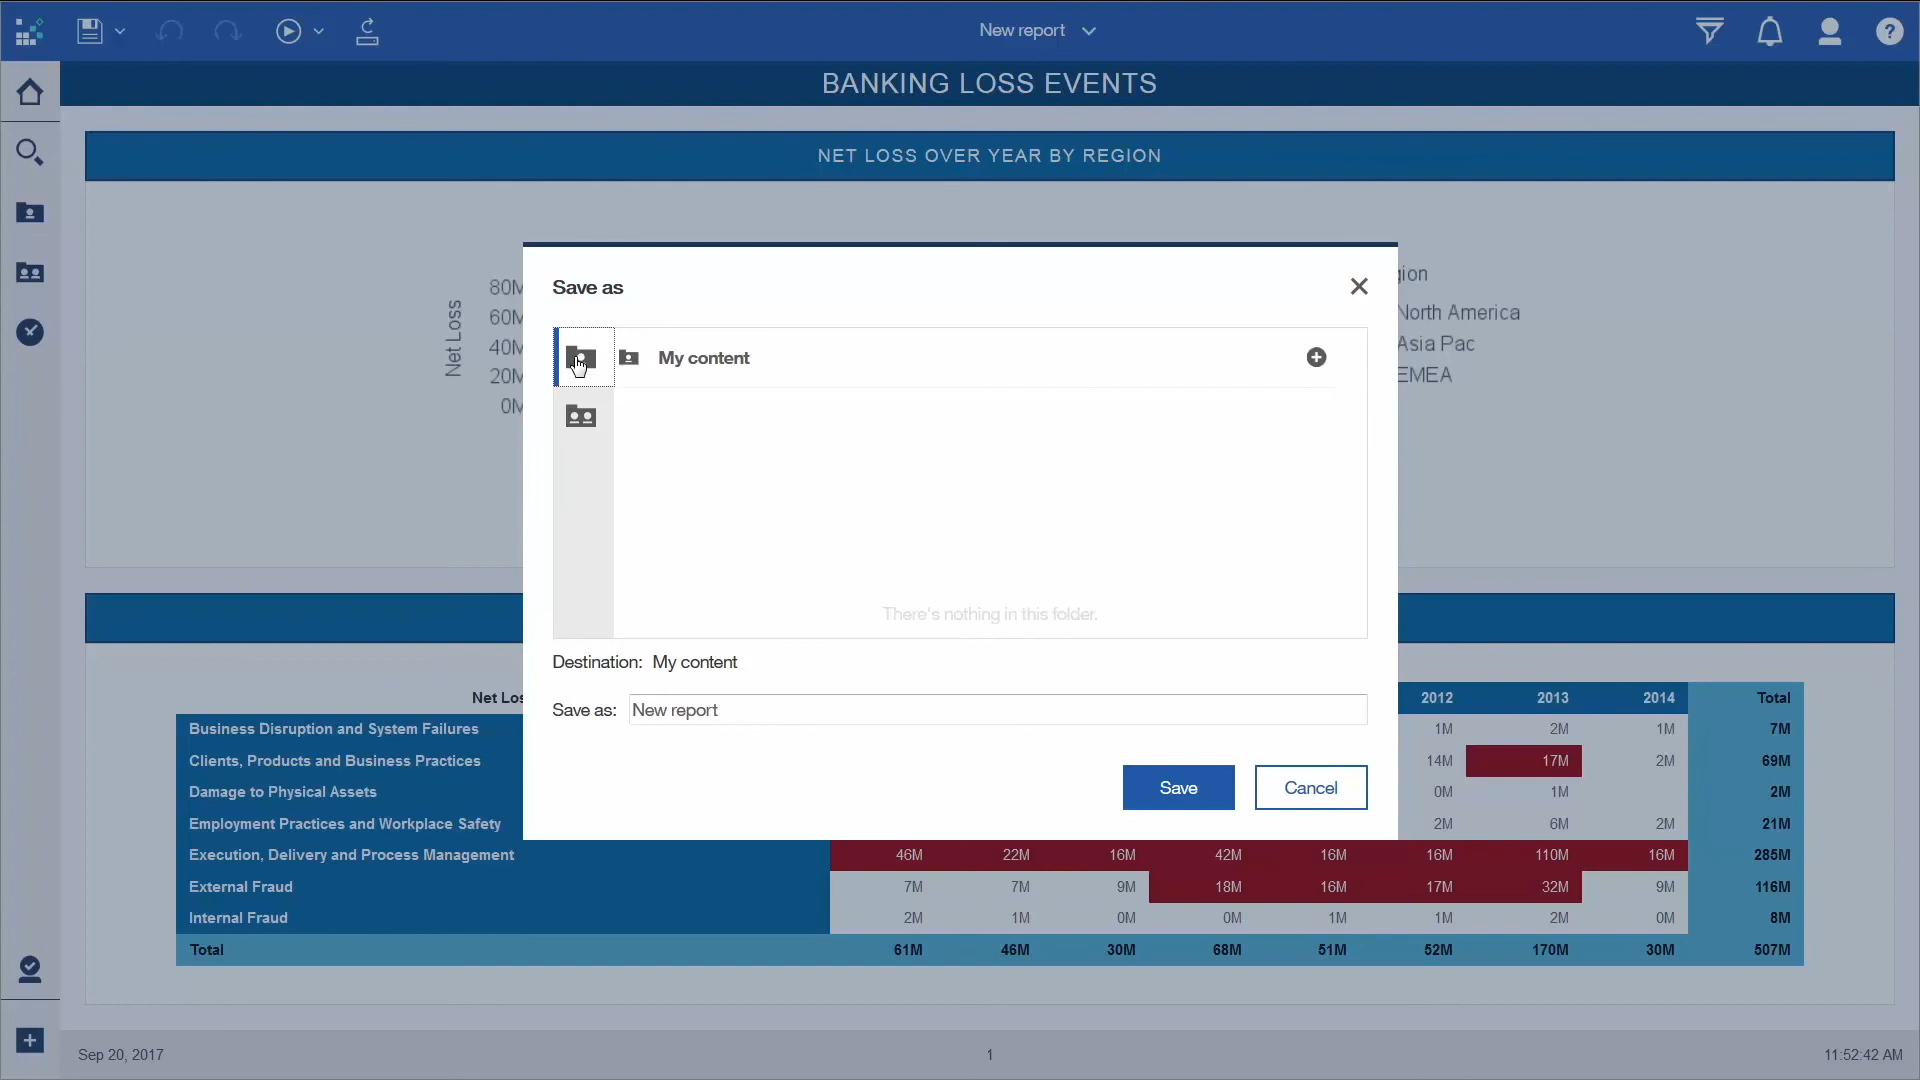 New report
?
BANKING LOSS EVENTS
NET LOSS OVER YEAR BY REGION
Net Loss
80M
60M
40M
20M
0M
North America
Asia Pac
EMEA
Save as
My content
There's nothing in this folder.
Destination: My content
Save as: New report
Save Cancel
2012 2013 2014 Total
Business Disruption and System Failures 1M 2M 1M 7M
Clients, Products and Business Practices 14M 17M 2M 69M
Damage to Physical Assets 0M 1M 2M
Employment Practices and Workplace Safety 2M 6M 2M 21M
Execution, Delivery and Process Management 46M 22M 16M 42M 16M 16M 110M 16M 285M
External Fraud 7M 7M 9M 18M 16M 17M 32M 9M 116M
Internal Fraud 2M 1M 0M 0M 1M 1M 2M 0M 8M
Total 61M 46M 30M 68M 51M 52M 170M 30M 507M
Sep 20, 2017 1 11:52:42 AM